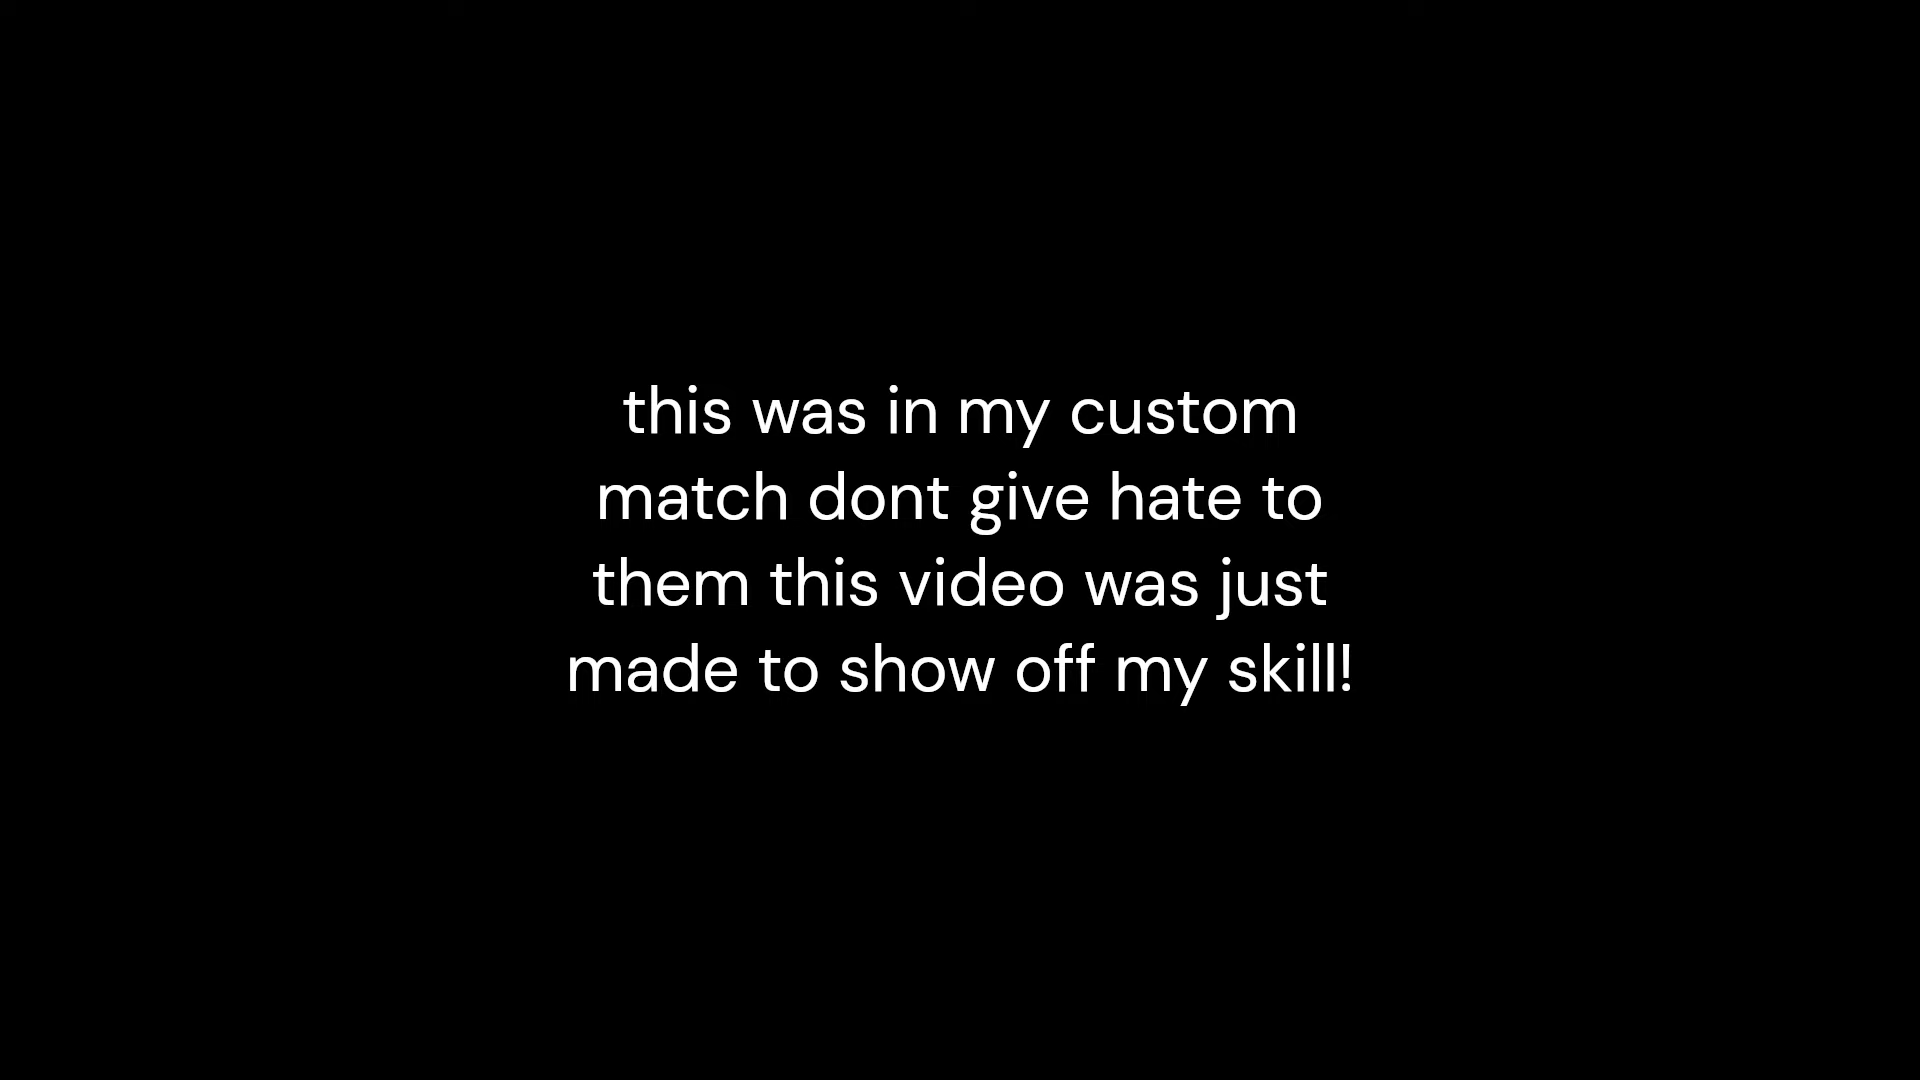 this was in my custom
match dont give hate to
them this video was just
made to show off my skill!